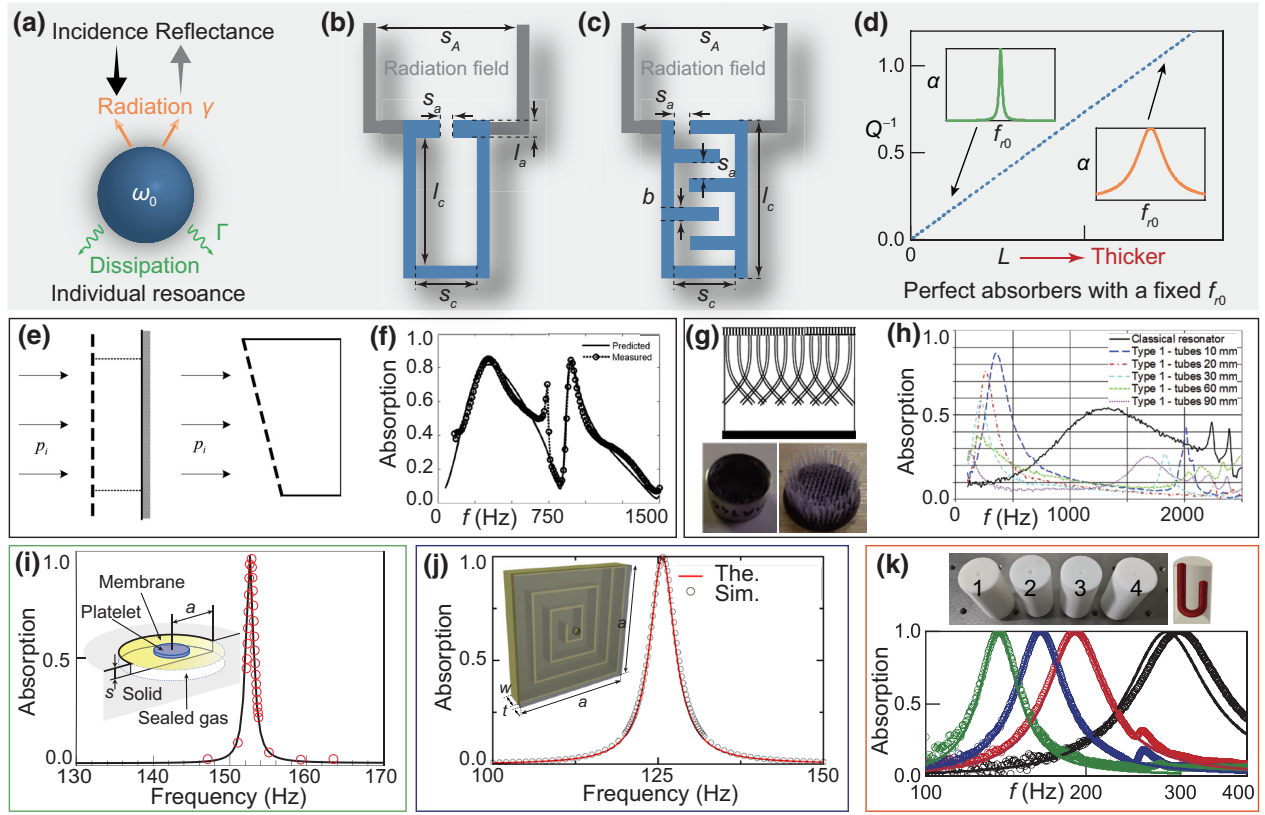 (a)
Incidence Reflectance
Radiation γ
ω0
Γ
Dissipation
Individual resoance
(b)
sA
Radiation field
sa
la
lc
sc
(c)
sA
Radiation field
sa
sa
b
lc
sc
(d)
1.0
Q−1
0.5
0.0
α
fr0
α
fr0
0
L
Thicker
Perfect absorbers with a fixed fr0
(e)
pi
pi
(f)
1.0
0.8
0.6
0.4
0.2
0.0
Absorption
Predicted
Measured
0
750
1500
f (Hz)
(g)
(h)
1.0
0.5
0.0
Absorption
Classical resonator
Type 1 - tubes 10 mm
Type 1 - tubes 20 mm
Type 1 - tubes 30 mm
Type 1 - tubes 60 mm
Type 1 - tubes 90 mm
0
1000
2000
f (Hz)
(i)
1.0
0.5
0.0
Absorption
Membrane
Platelet
a
s
Solid
Sealed gas
130
140
150
160
170
Frequency (Hz)
(j)
1.0
0.5
0.0
Absorption
The.
Sim.
a
w
t
a
100
125
150
Frequency (Hz)
(k)
1
2
3
4
1.0
0.5
0.0
Absorption
100
200
300
400
f (Hz)